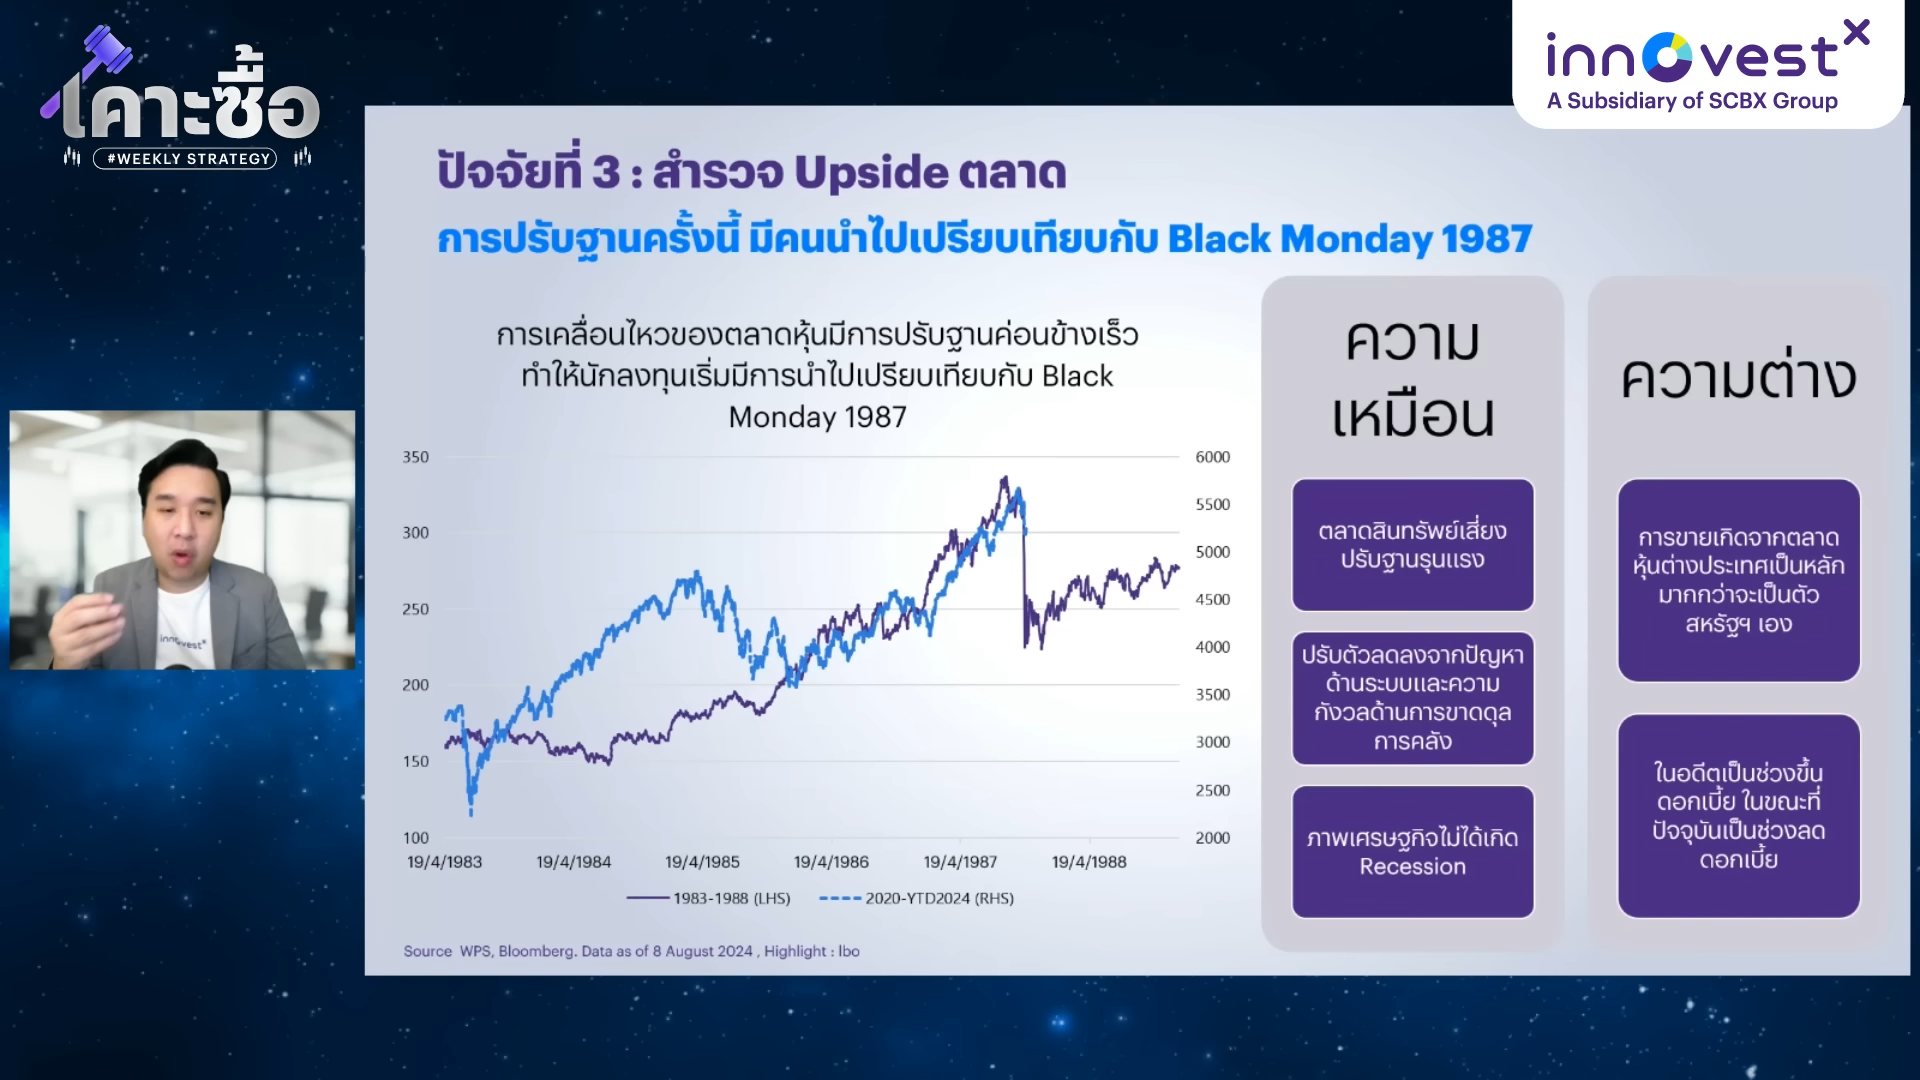 เคาะซื้อ
#WEEKLY STRATEGY
innovestx
A Subsidiary of SCBX Group
ปัจจัยที่ 3 : สำรวจ Upside ตลาด
การปรับฐานครั้งนี้ มีคนนำไปเปรียบเทียบกับ Black Monday 1987
การเคลื่อนไหวของตลาดหุ้นมีการปรับฐานค่อนข้างเร็ว
ทำให้นักลงทุนเริ่มมีการนำไปเปรียบเทียบกับ Black
Monday 1987
350
300
250
200
150
100
6000
5500
5000
4500
4000
3500
3000
2500
2000
19/4/1983
19/4/1984
19/4/1985
19/4/1986
19/4/1987
19/4/1988
1983-1988 (LHS)
2020-YTD2024 (RHS)
Source WPS, Bloomberg. Data as of 8 August 2024 , Highlight : Ibo
ความ
เหมือน
ตลาดสินทรัพย์เสี่ยง
ปรับฐานรุนแรง
ปรับตัวลดลงจากปัญหา
ด้านระบบและความ
กังวลด้านการขาดดุล
การคลัง
ภาพเศรษฐกิจไม่ได้เกิด
Recession
ความต่าง
การขายเกิดจากตลาด
หุ้นต่างประเทศเป็นหลัก
มากกว่าจะเป็นตัว
สหรัฐฯ เอง
ในอดีตเป็นช่วงขึ้น
ดอกเบี้ย ในขณะที่
ปัจจุบันเป็นช่วงลด
ดอกเบี้ย
innovestx